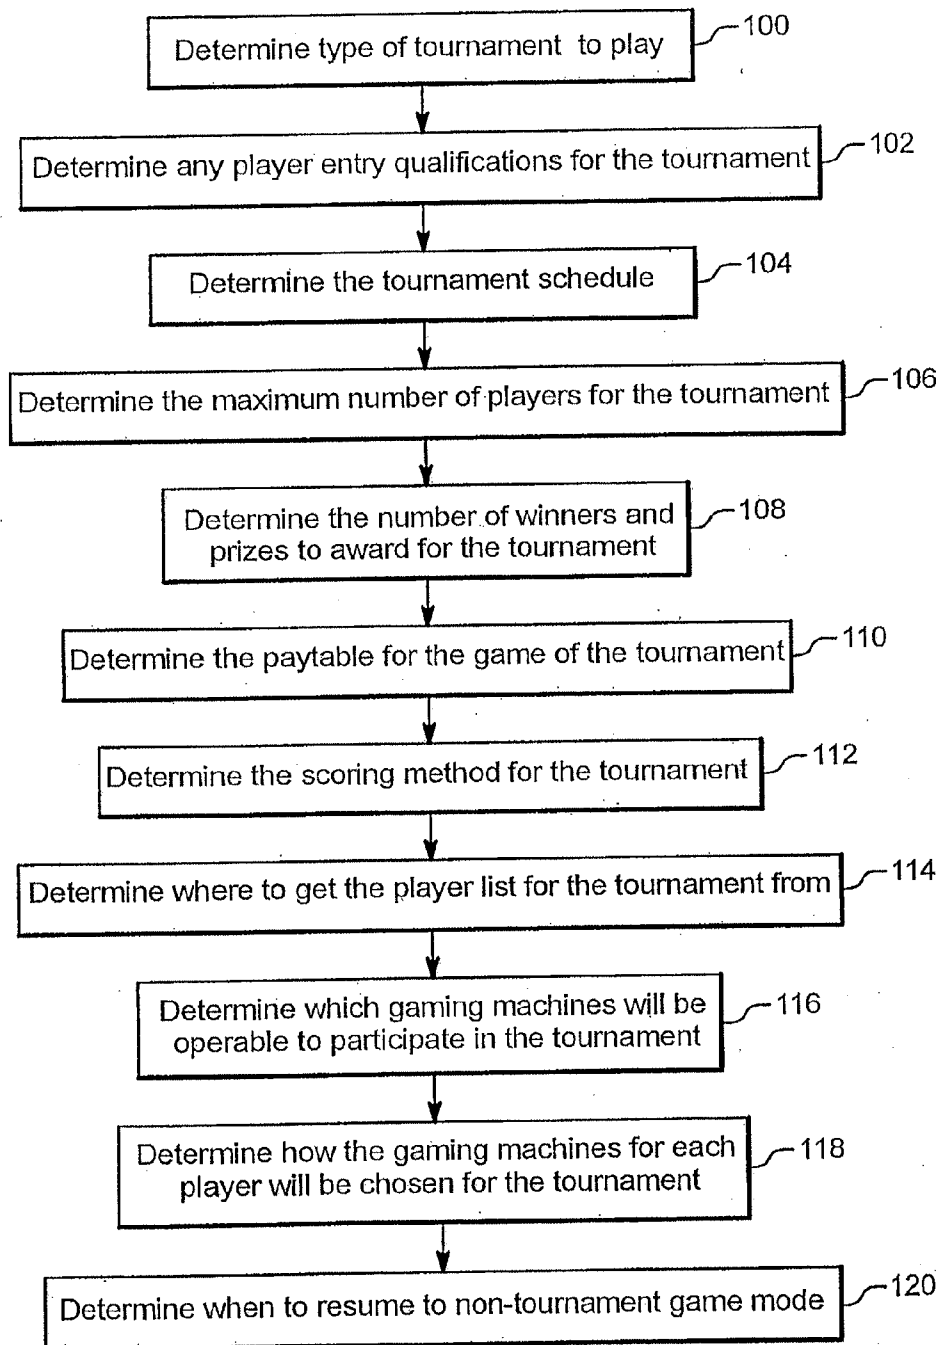 Determine type of tournament to play
100
Determine any player entry qualifications for the tournament
102
Determine the tournament schedule
104
Determine the maximum number of players for the tournament
106
Determine the number of winners and
prizes to award for the tournament
108
Determine the paytable for the game of the tournament
110
Determine the scoring method for the tournament
112
Determine where to get the player list for the tournament from
114
Determine which gaming machines will be
operable to participate in the tournament
116
Determine how the gaming machines for each
player will be chosen for the tournament
118
Determine when to resume to non-tournament game mode
120